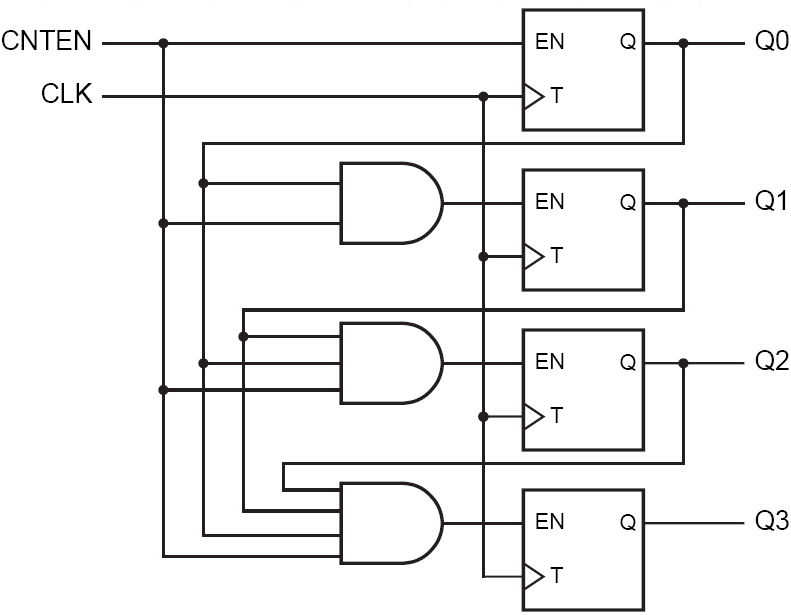 CNTEN EN Q Q0
CLK T
EN Q Q1
T
EN Q Q2
T
EN Q Q3
T